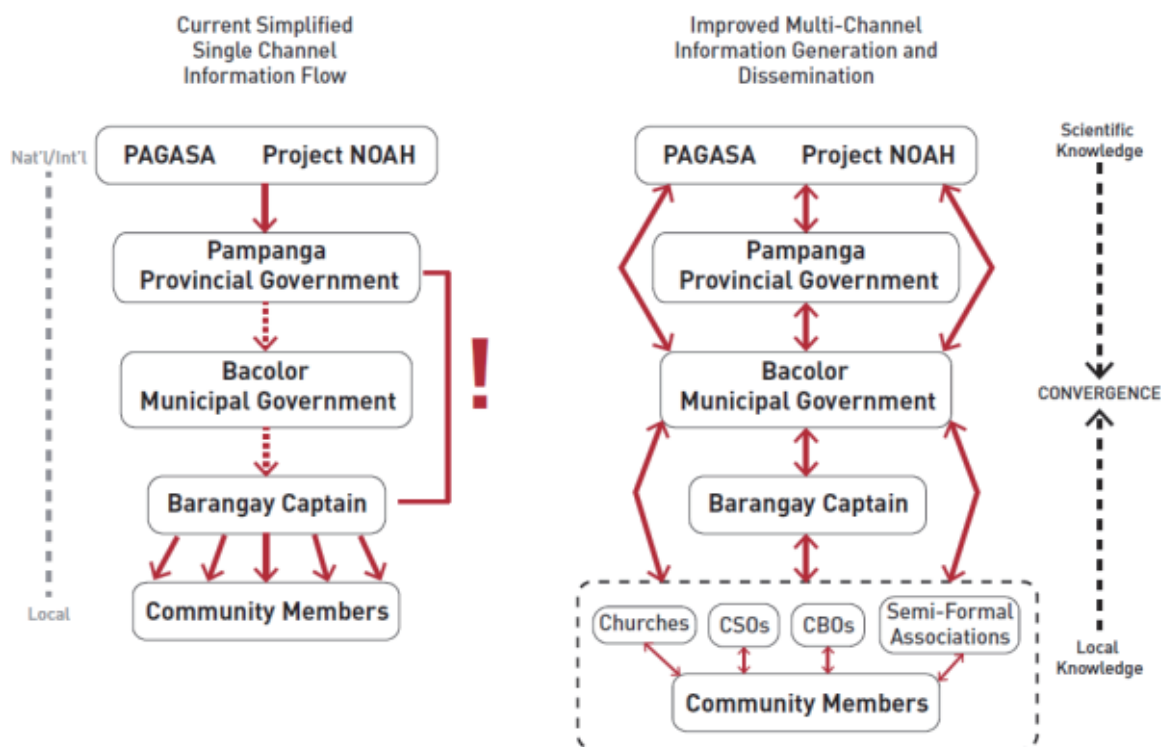 Current Simplified
Single Channel
Information Flow
Nat'l/Int'l
PAGASA Project NOAH
Pampanga
Provincial Government
!
Bacolor
Municipal Government
Barangay Captain
Community Members
Local
Improved Multi-Channel
Information Generation and
Dissemination
PAGASA Project NOAH
Pampanga
Provincial Government
Bacolor
Municipal Government
Barangay Captain
Churches
CSOs
CBOs
Semi-Formal
Associations
Community Members
Scientific
Knowledge
CONVERGENCE
Local
Knowledge